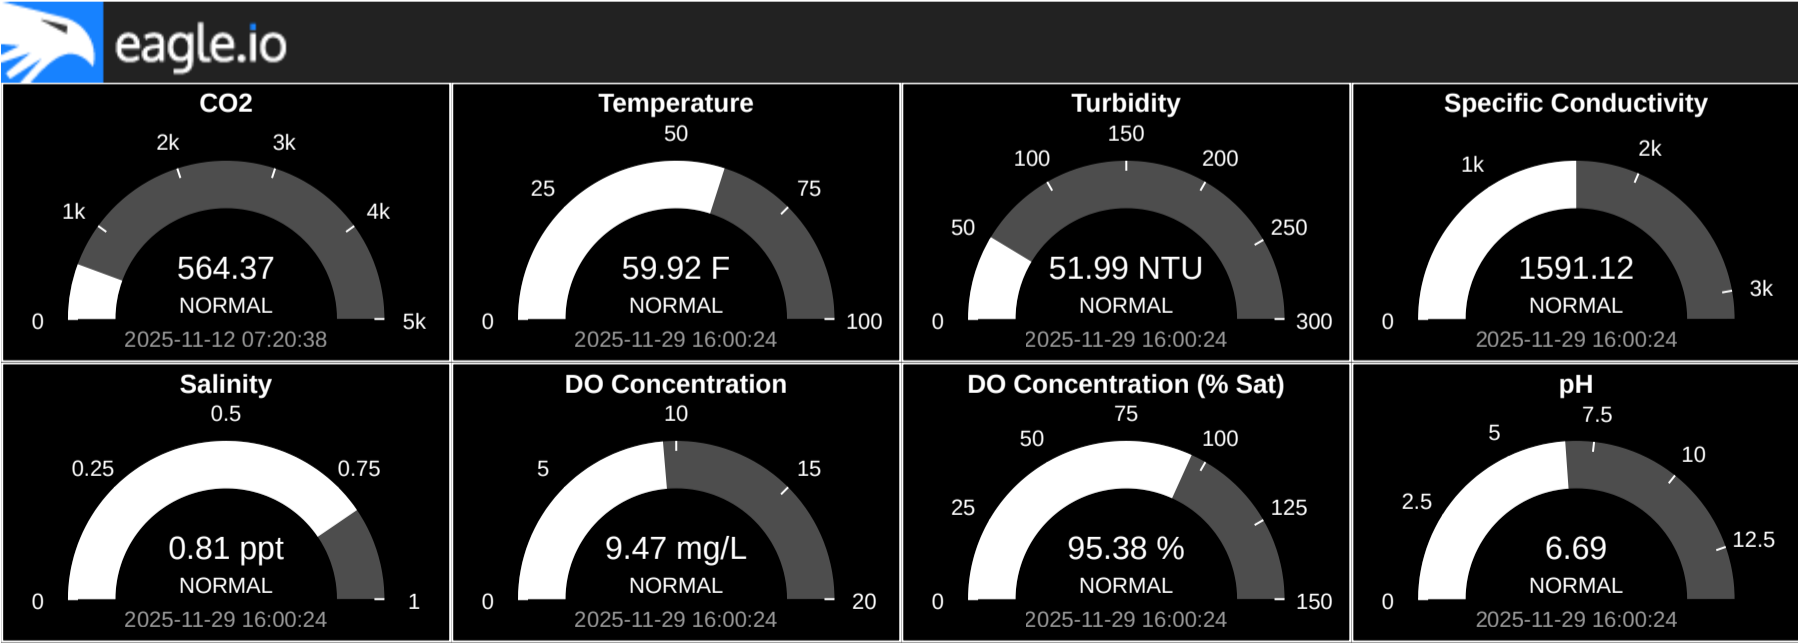 eagle.io
CO2
2k
3k
1k
4k
564.37
NORMAL
0
5k
2025-11-12 07:20:38
Temperature
50
25
75
59.92 F
NORMAL
0
100
2025-11-29 16:00:24
Turbidity
150
100
200
50
250
51.99 NTU
NORMAL
0
300
2025-11-29 16:00:24
Specific Conductivity
2k
1k
1591.12
3k
NORMAL
0
2025-11-29 16:00:24
Salinity
0.5
0.25
0.75
0.81 ppt
NORMAL
0
1
2025-11-29 16:00:24
DO Concentration
10
5
15
9.47 mg/L
NORMAL
0
20
2025-11-29 16:00:24
DO Concentration (% Sat)
75
50
100
25
125
95.38 %
NORMAL
0
150
2025-11-29 16:00:24
pH
7.5
5
10
2.5
12.5
6.69
NORMAL
0
2025-11-29 16:00:24